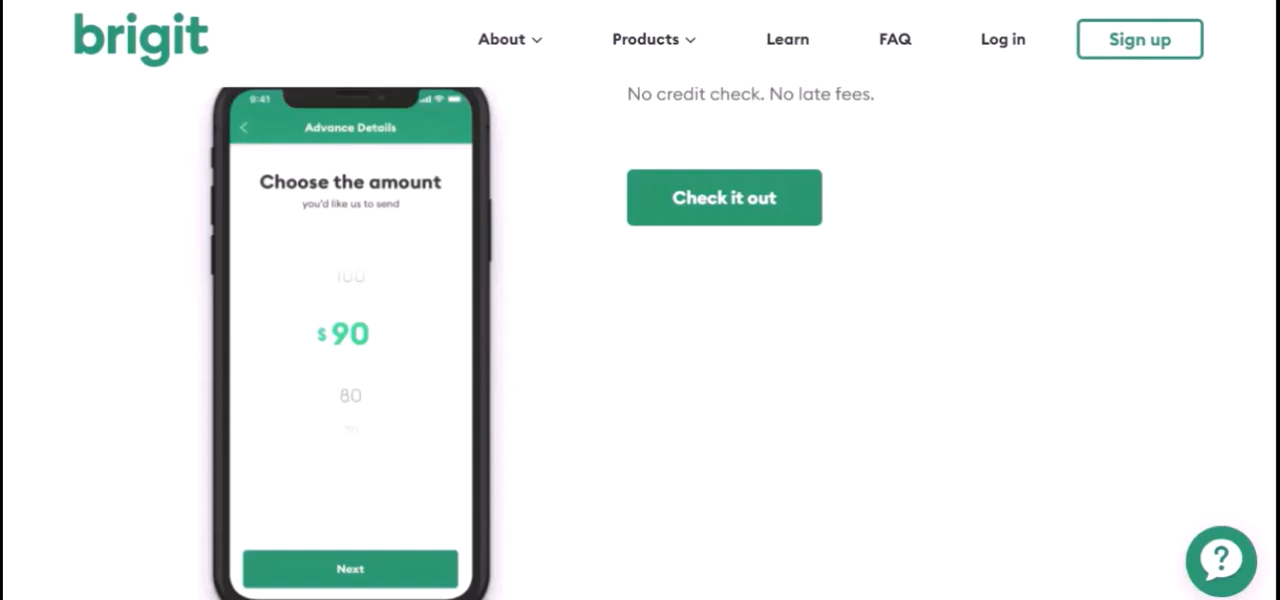 brigit
About
Products
Learn
FAQ
Log in
Sign up
No credit check. No late fees.
Check it out
9:41
Advance Details
Choose the amount
you'd like us to send
100
$90
80
Next
?